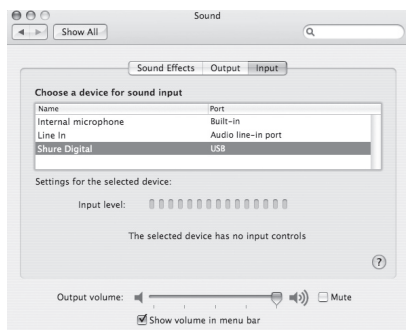 Sound
Show All
Sound Effects Output Input
Choose a device for sound input
Name Port
Internal microphone Built-in
Line In Audio line-in port
Shure Digital USB
Settings for the selected device:
Input level:
The selected device has no input controls
?
Output volume: Mute
Show volume in menu bar